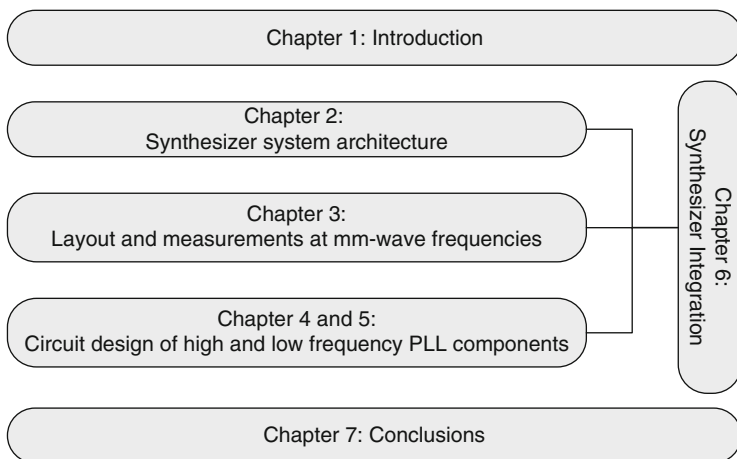 Chapter 1: Introduction
Chapter 2:
Synthesizer system architecture
Chapter 3:
Layout and measurements at mm-wave frequencies
Chapter 4 and 5:
Circuit design of high and low frequency PLL components
Chapter 6:
Synthesizer Integration
Chapter 7: Conclusions